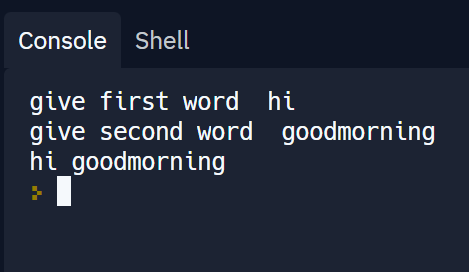 Console Shell
give first word  hi
give second word  goodmorning
hi goodmorning
>